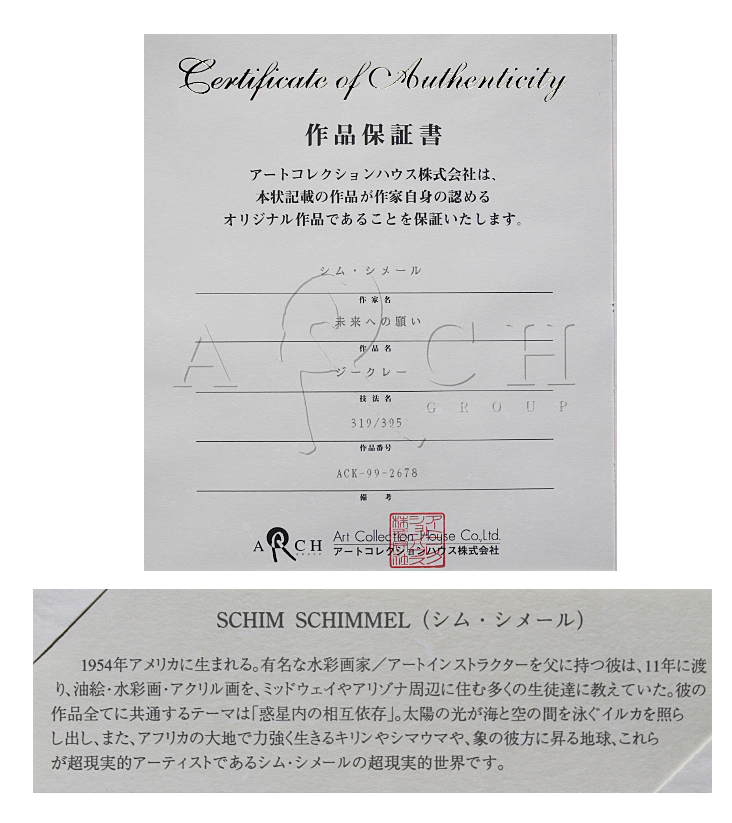 Certificate of Authenticity
作品保証書
アートコレクションハウス株式会社は、
本状記載の作品が作家自身の認める
オリジナル作品であることを保証いたします。
シム・シメール
作家名
未来への願い
作品名
ジークレー
技法名
319/395
作品番号
ACK-99-2678
備考
A R C H
G R O U P
ARCH
Art Collection House Co.,Ltd.
アートコレクションハウス株式会社
SCHIM SCHIMMEL（シム・シメール）
1954年アメリカに生まれる。有名な水彩画家／アートインストラクターを父に持つ彼は、11年に渡
り、油絵・水彩画・アクリル画を、ミッドウェイやアリゾナ周辺に住む多くの生徒達に教えていた。彼の
作品全てに共通するテーマは「惑星内の相互依存」。太陽の光が海と空の間を泳ぐイルカを照ら
し出し、また、アフリカの大地で力強く生きるキリンやシマウマや、象の彼方に昇る地球、これら
が超現実的アーティストであるシム・シメールの超現実的世界です。